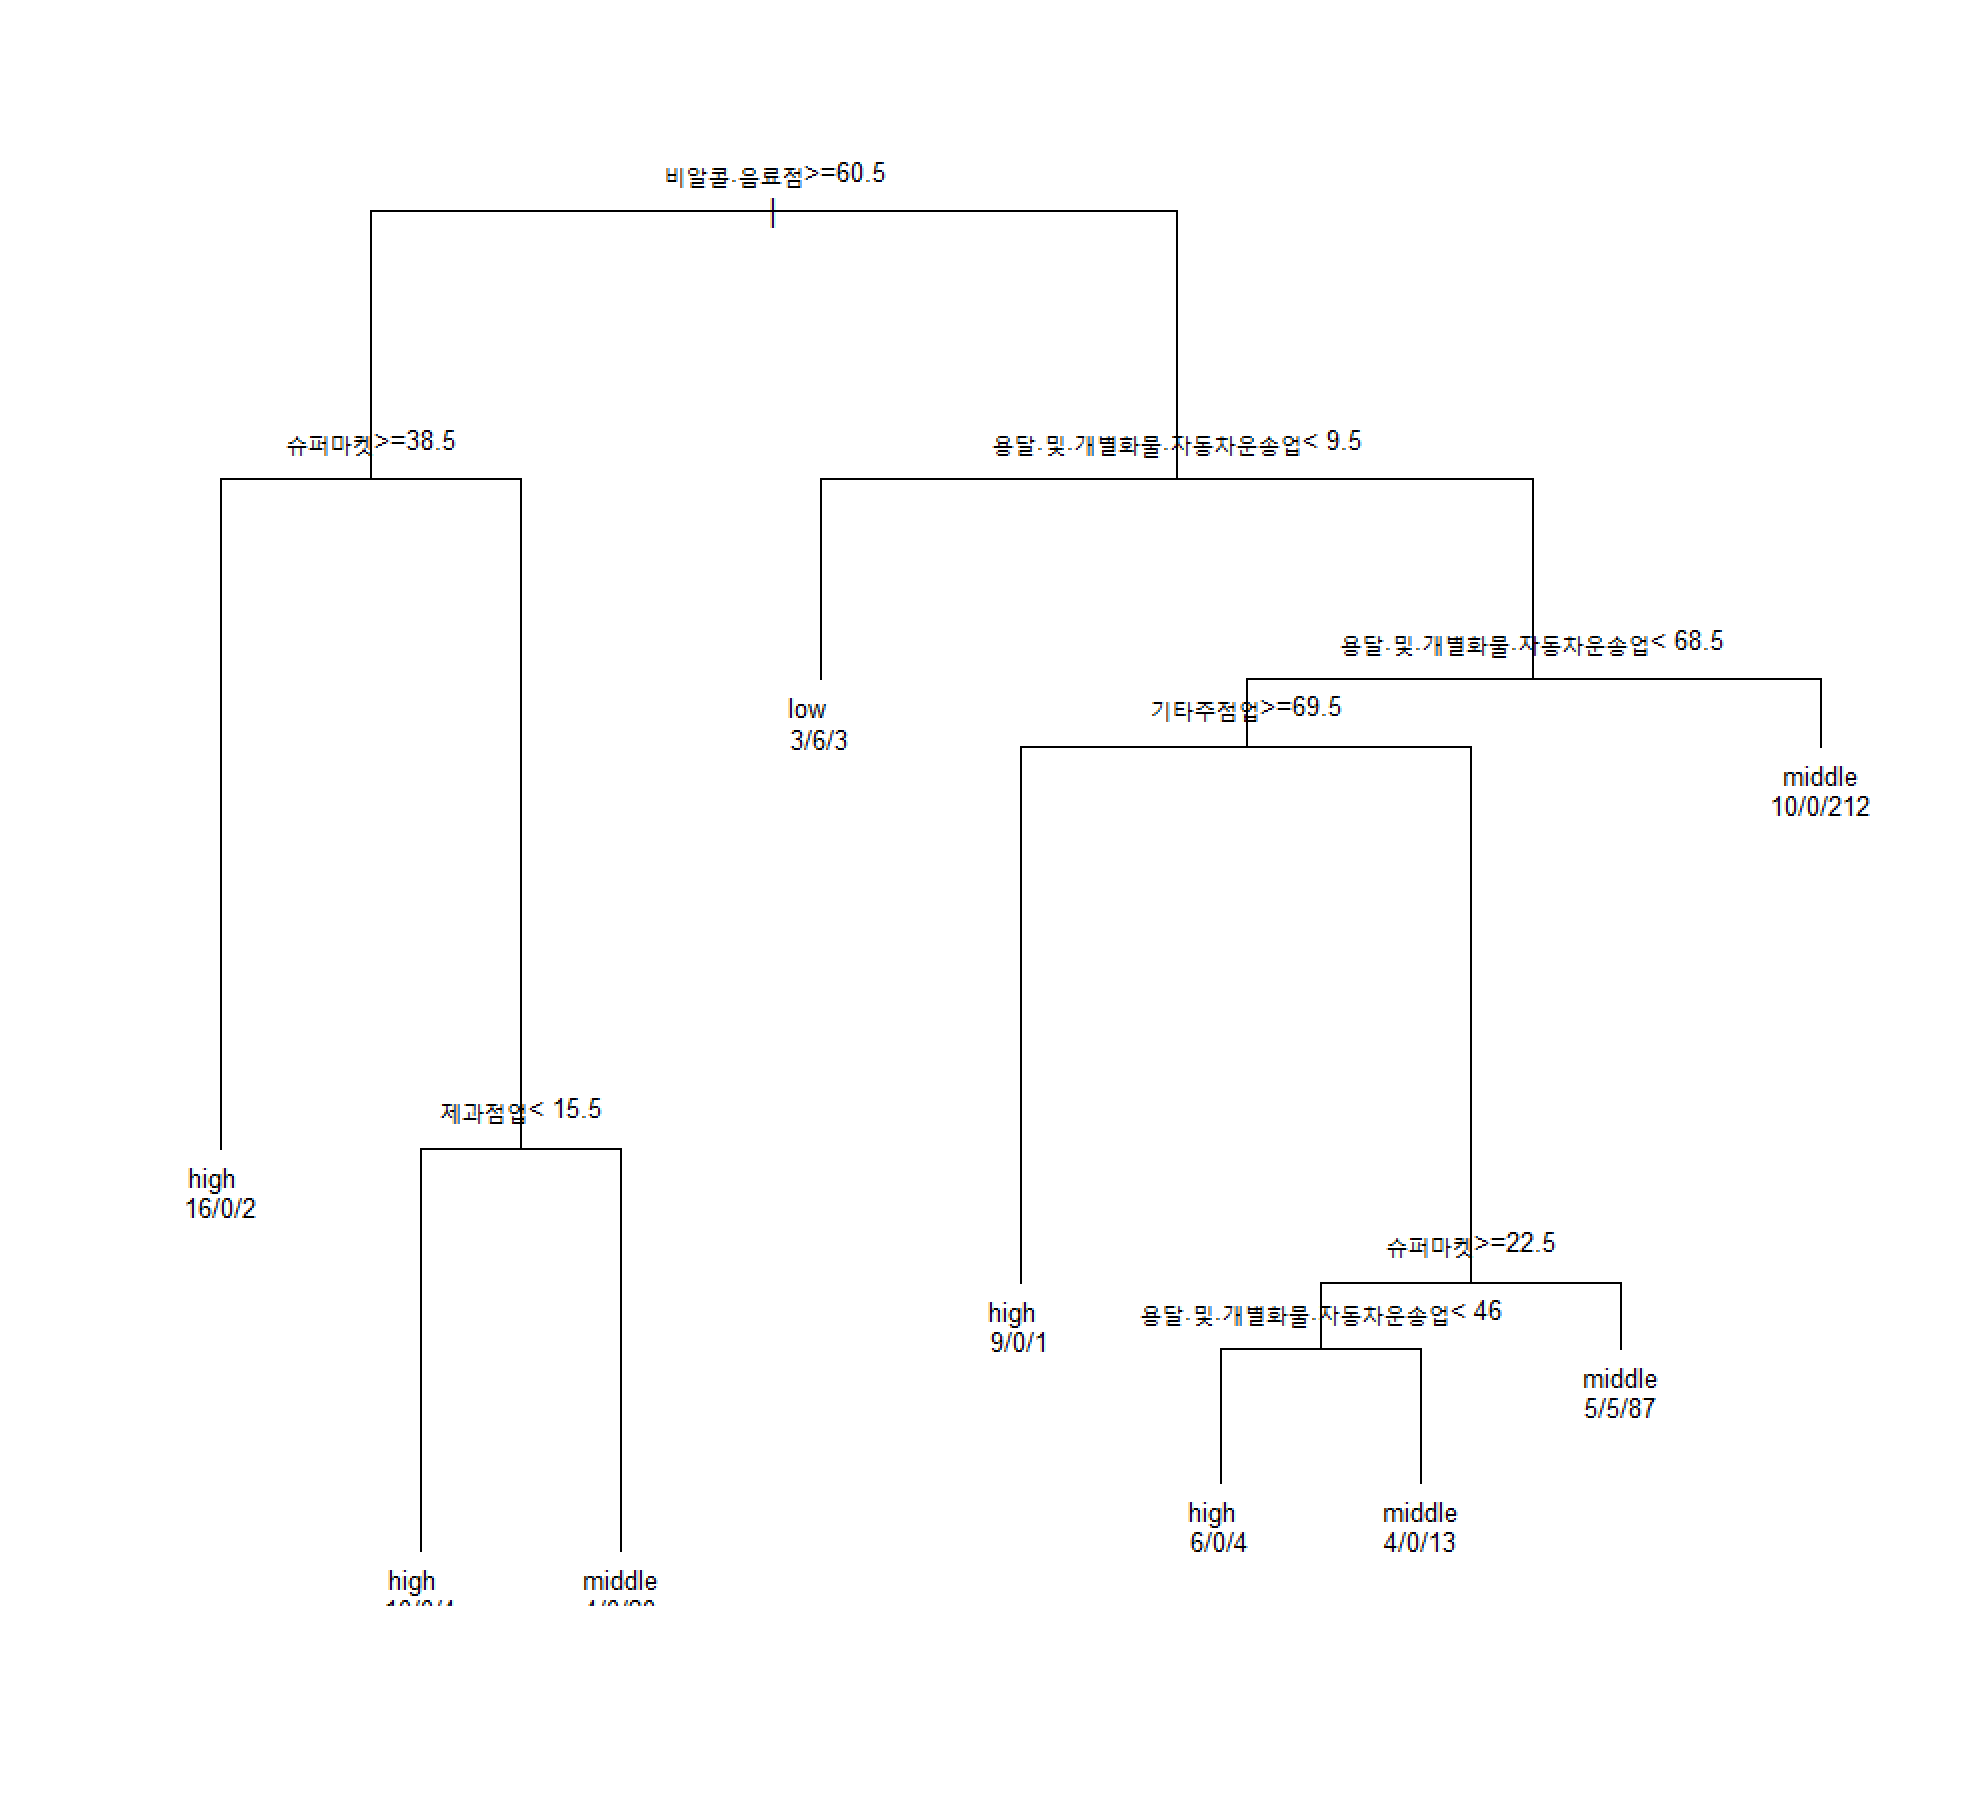 비알콜.음료점>=60.5
슈퍼마켓>=38.5
용달.및.개별화물.자동차운송업< 9.5
용달.및.개별화물.자동차운송업< 68.5
low
3/6/3
기타주점업>=69.5
middle
10/0/212
제과점업< 15.5
high
16/0/2
슈퍼마켓>=22.5
high
9/0/1
용달.및.개별화물.자동차운송업< 46
middle
5/5/87
high
6/0/4
middle
4/0/13
high
middle